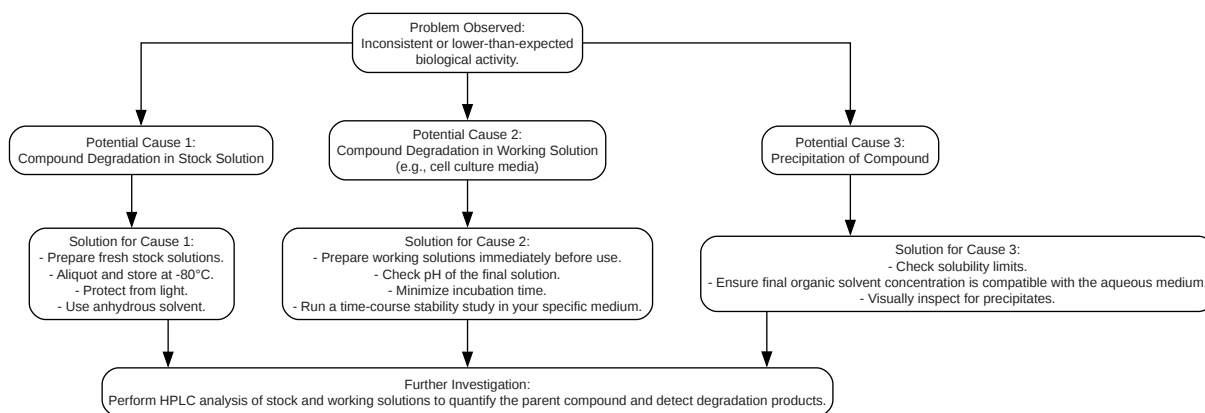 Problem Observed:
Inconsistent or lower-than-expected
biological activity.
Potential Cause 1:
Compound Degradation in Stock Solution
Potential Cause 2:
Compound Degradation in Working Solution
(e.g., cell culture media)
Potential Cause 3:
Precipitation of Compound
Solution for Cause 1:
- Prepare fresh stock solutions.
- Aliquot and store at -80°C.
- Protect from light.
- Use anhydrous solvent.
Solution for Cause 2:
- Prepare working solutions immediately before use.
- Check pH of the final solution.
- Minimize incubation time.
- Run a time-course stability study in your specific medium.
Solution for Cause 3:
- Check solubility limits.
- Ensure final organic solvent concentration is compatible with the aqueous medium.
- Visually inspect for precipitates.
Further Investigation:
Perform HPLC analysis of stock and working solutions to quantify the parent compound and detect degradation products.